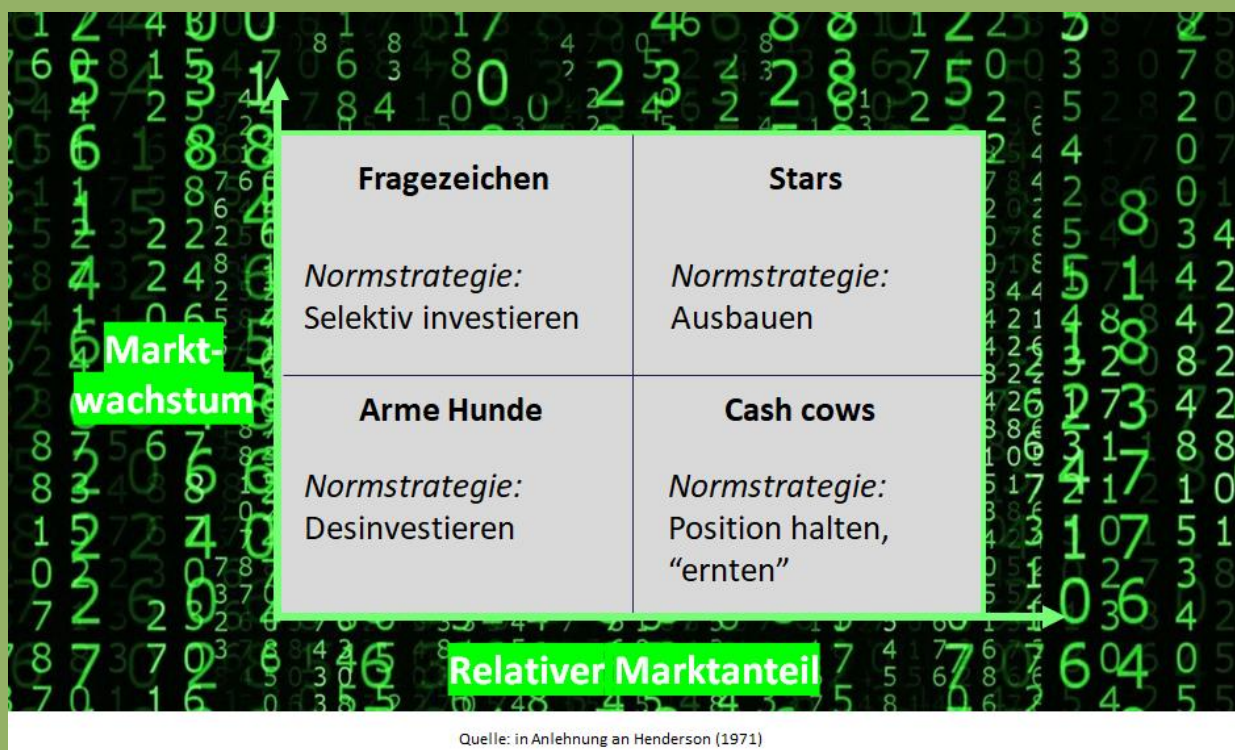 Fragezeichen
Normstrategie:
Selektiv investieren
Stars
Normstrategie:
Ausbauen
Markt-
wachstum
Arme Hunde
Normstrategie:
Desinvestieren
Cash cows
Normstrategie:
Position halten,
“ernten”
Relativer Marktanteil
Quelle: in Anlehnung an Henderson (1971)